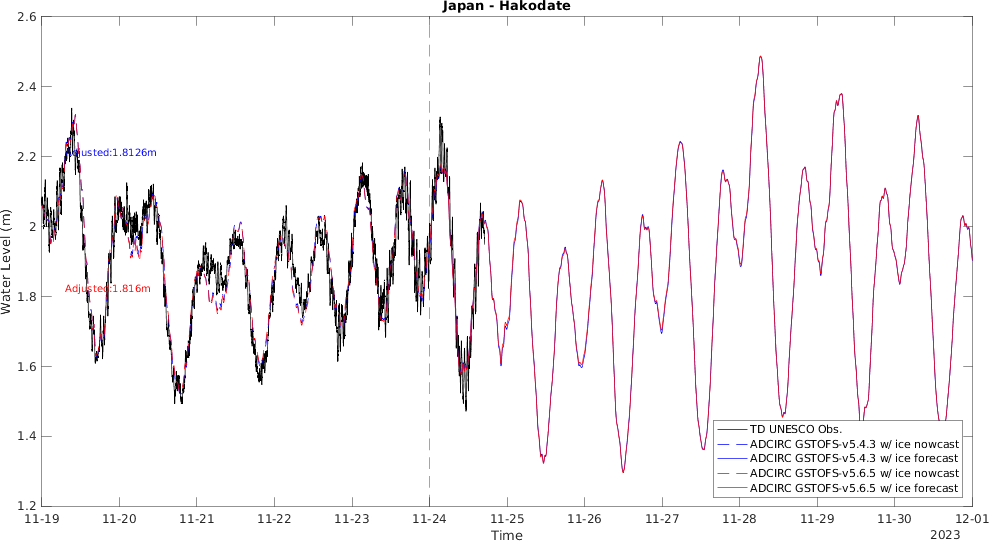 Japan - Hakodate
2.6
2.4
2.2
2
1.8
1.6
1.4
1.2
Water Level (m)
Adjusted:1.8126m
Adjusted:1.816m
TD UNESCO Obs.
ADCIRC GSTOFS-v5.4.3 w/ ice nowcast
ADCIRC GSTOFS-v5.4.3 w/ ice forecast
ADCIRC GSTOFS-v5.6.5 w/ ice nowcast
ADCIRC GSTOFS-v5.6.5 w/ ice forecast
11-19 11-20 11-21 11-22 11-23 11-24 11-25 11-26 11-27 11-28 11-29 11-30 12-01
Time
2023